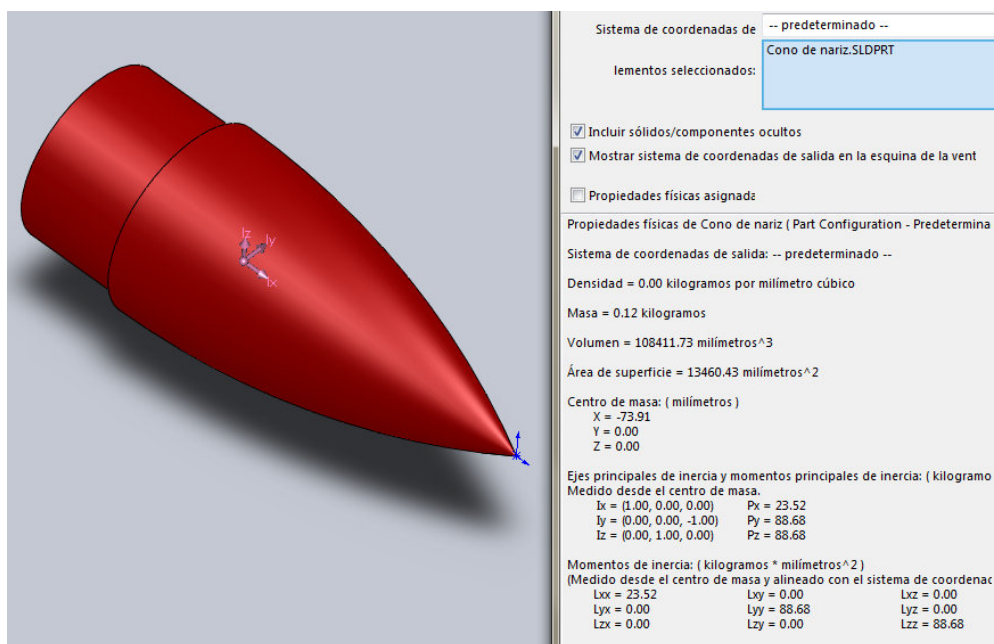 Sistema de coordenadas de -- predeterminado --
lementos seleccionados: Cono de nariz.SLDPRT
Incluir sólidos/componentes ocultos
Mostrar sistema de coordenadas de salida en la esquina de la vent
Propiedades físicas asignada
Propiedades físicas de Cono de nariz ( Part Configuration - Predetermina
Sistema de coordenadas de salida: -- predeterminado --
Densidad = 0.00 kilogramos por milímetro cúbico
Masa = 0.12 kilogramos
Volumen = 108411.73 milímetros^3
Área de superficie = 13460.43 milímetros^2
Centro de masa: ( milímetros )
X = -73.91
Y = 0.00
Z = 0.00
Ejes principales de inercia y momentos principales de inercia: ( kilogramo
Medido desde el centro de masa.
Ix = (1.00, 0.00, 0.00) Px = 23.52
Iy = (0.00, 0.00, -1.00) Py = 88.68
Iz = (0.00, 1.00, 0.00) Pz = 88.68
Momentos de inercia: ( kilogramos * milímetros^2 )
(Medido desde el centro de masa y alineado con el sistema de coordenac
Lxx = 23.52 Lxy = 0.00 Lxz = 0.00
Lyx = 0.00 Lyy = 88.68 Lyz = 0.00
Lzx = 0.00 Lzy = 0.00 Lzz = 88.68
Iz
Iy
Ix